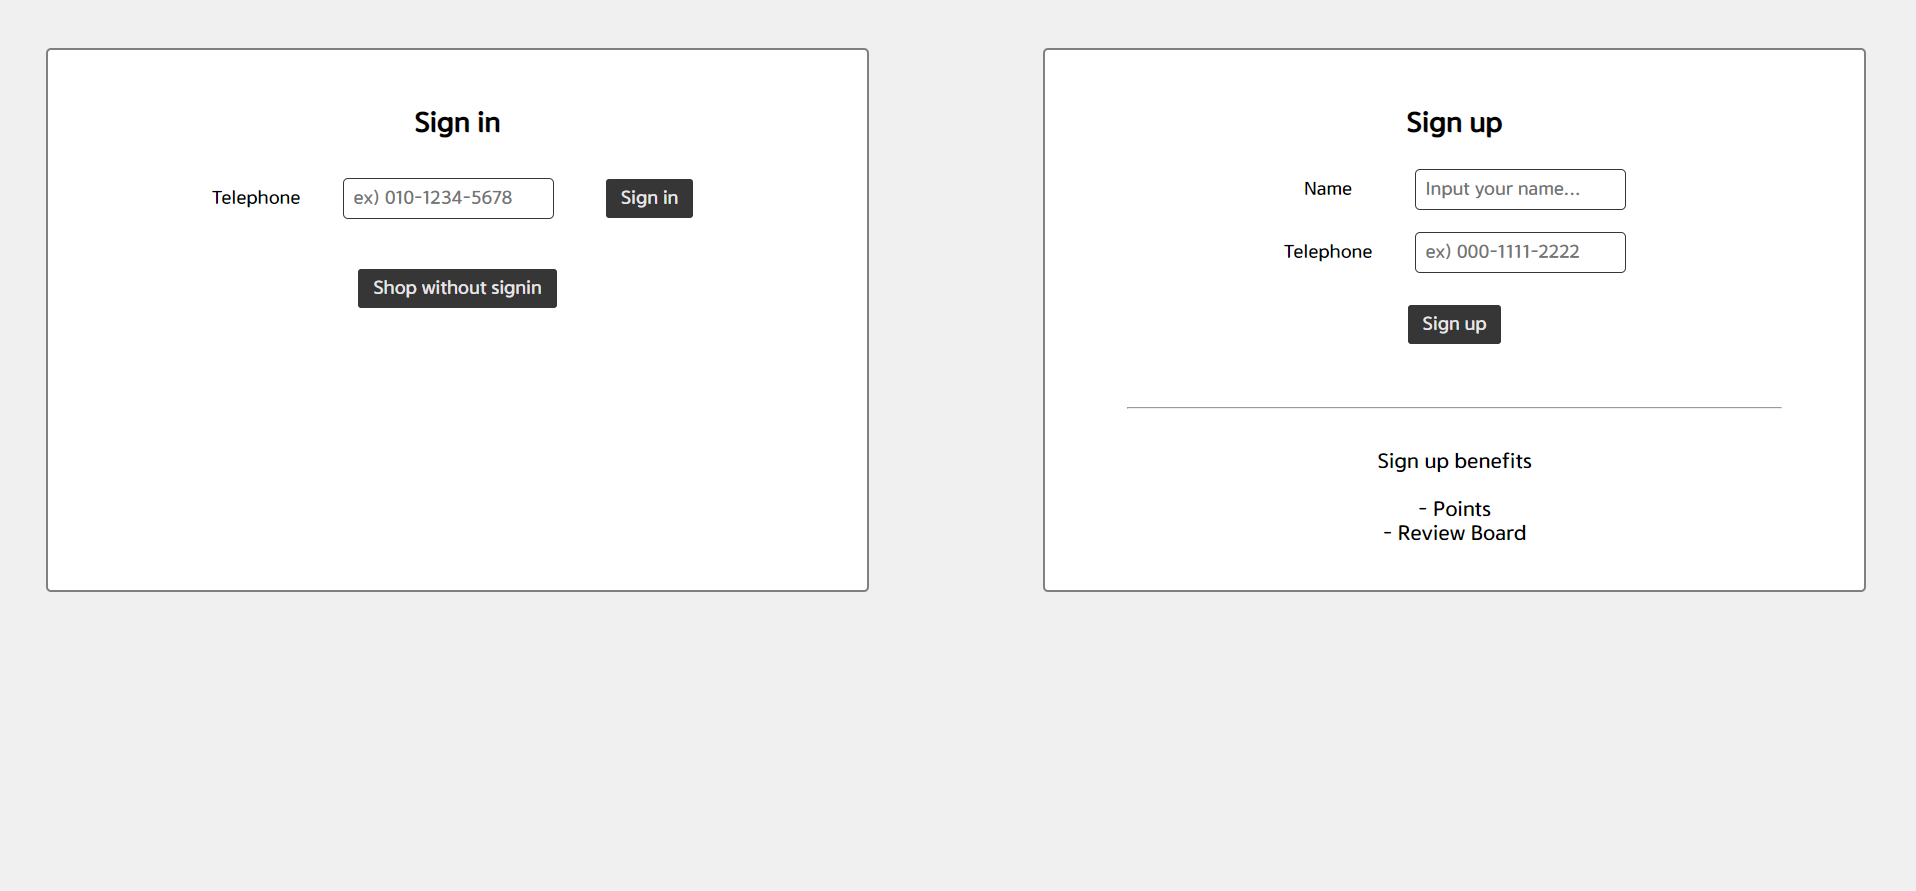 Sign in
Telephone ex) 010-1234-5678 Sign in
Shop without signin
Sign up
Name Input your name...
Telephone ex) 000-1111-2222
Sign up
Sign up benefits
- Points
- Review Board